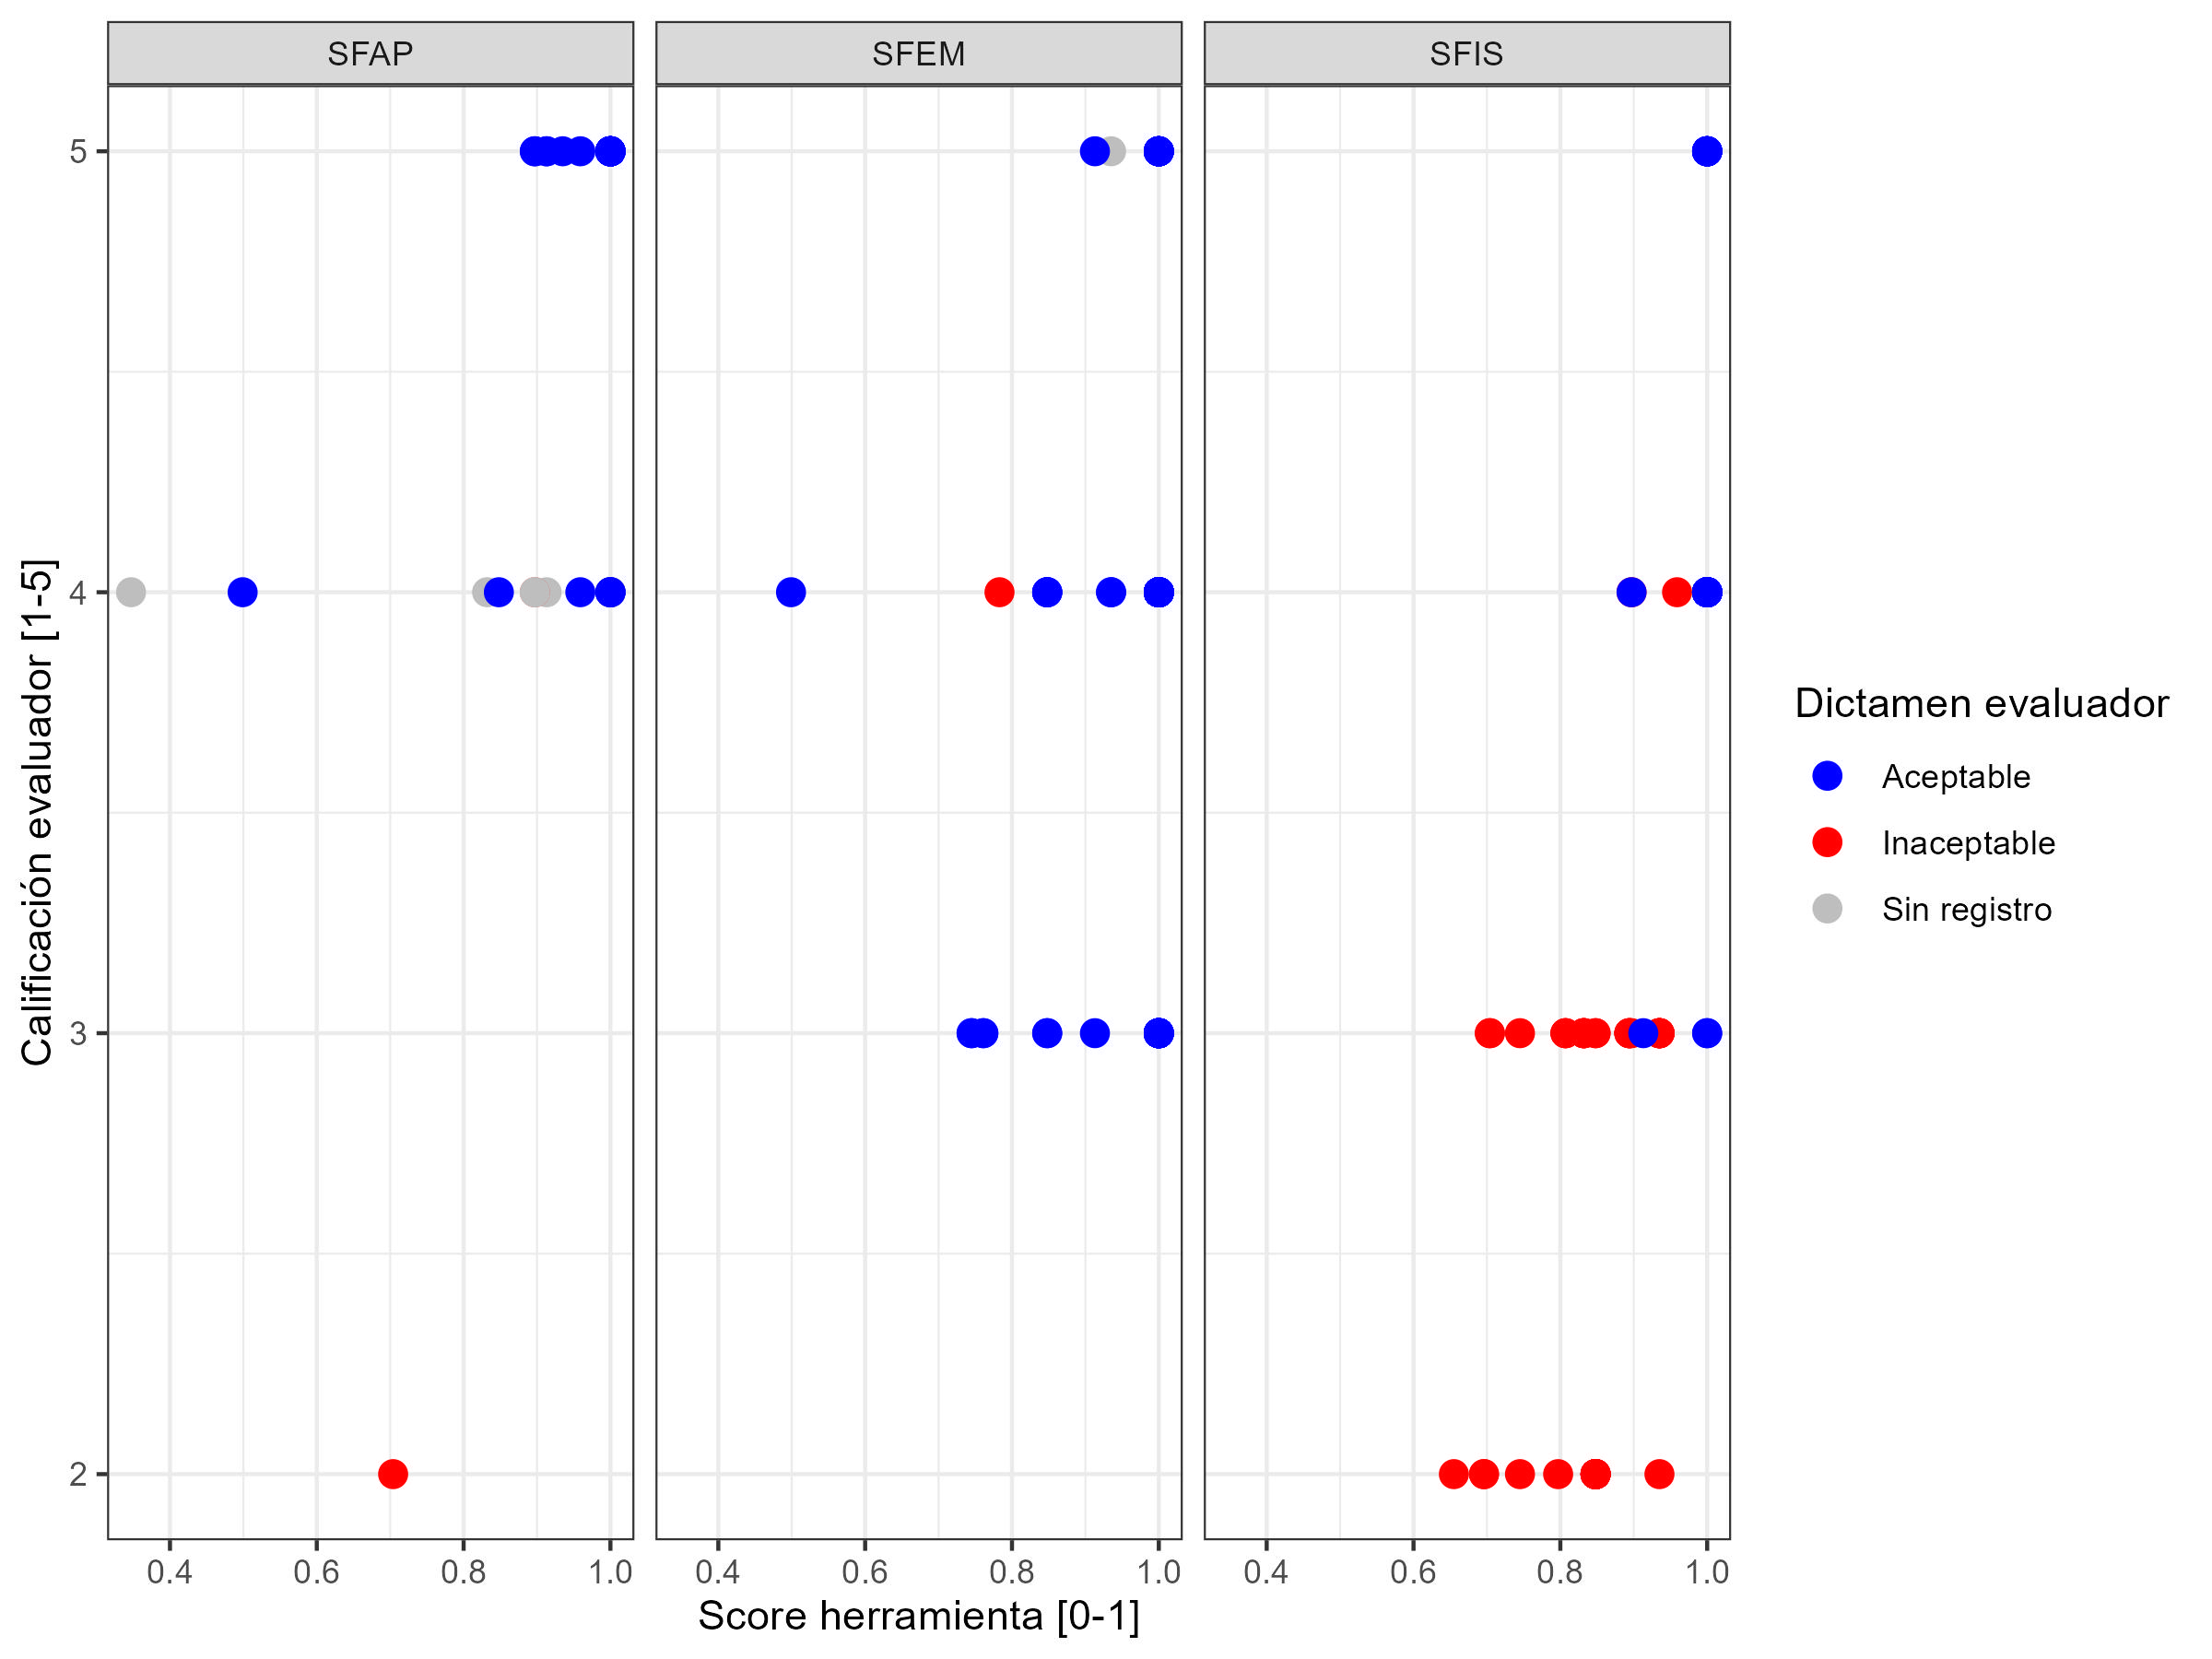 SFAP
SFEM
SFIS
5
4
3
2
Calificación evaluador [1-5]
0.4 0.6 0.8 1.0
0.4 0.6 0.8 1.0
0.4 0.6 0.8 1.0
Score herramienta [0-1]
Dictamen evaluador
Aceptable
Inaceptable
Sin registro